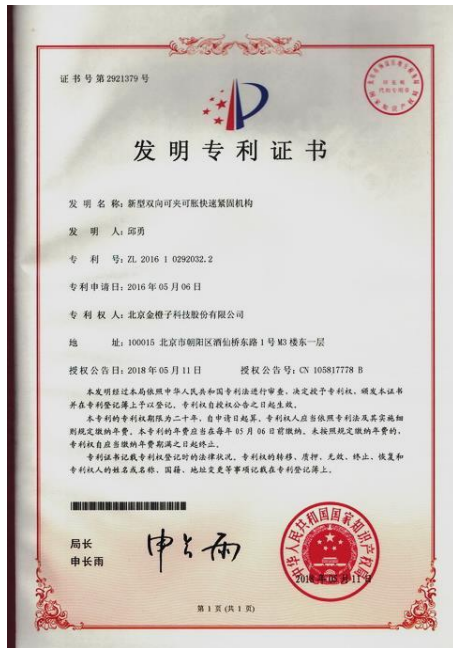 证书号第2921379号
发明专利证书
发明名称：新型双向可夹可胀快速紧固机构
发明人：邱勇
专利号：ZL 2016 1 0292032.2
专利申请日：2016年05月06日
专利权人：北京金橙子科技股份有限公司
地址：100015 北京市朝阳区酒仙桥东路1号M3楼东一层
授权公告日：2018年05月11日 授权公告号：CN 105817778 B
本发明经过本局依照中华人民共和国专利法进行审查，决定授予专利权，颁发本证书
并在专利登记簿上予以登记。专利权自授权公告之日起生效。
本专利的专利权期限为二十年，自申请日起算。专利权人应当依照专利法及其实施细
则规定缴纳年费。本专利的年费应当在每年05月06日前缴纳。未按照规定缴纳年费的，
专利权自应当缴纳年费期满之日起终止。
专利证书记载专利权登记时的法律状况。专利权的转移、质押、无效、终止、恢复和
专利权人的姓名或名称、国籍、地址变更等事项记载在专利登记簿上。
局长
申长雨
申长雨
中华人民共和国国家知识产权局
2018年05月11日
第1页(共1页)